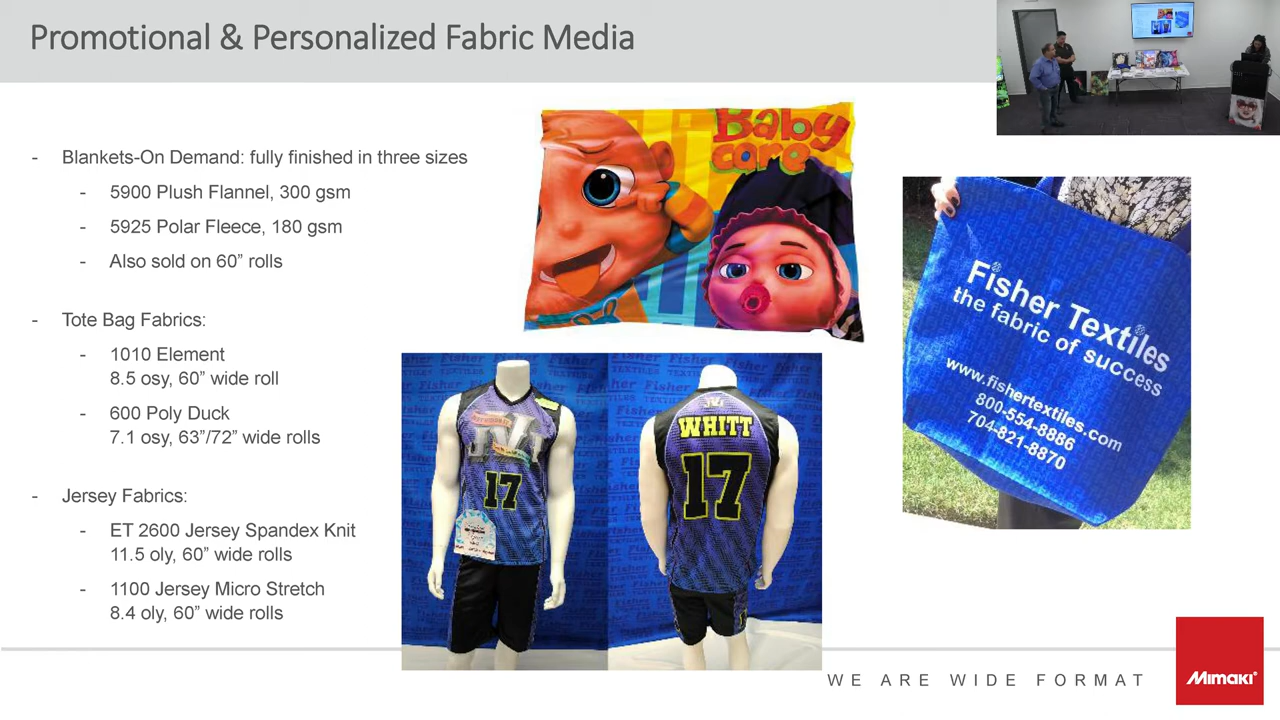 Promotional & Personalized Fabric Media
- Blankets-On Demand: fully finished in three sizes
- 5900 Plush Flannel, 300 gsm
- 5925 Polar Fleece, 180 gsm
- Also sold on 60” rolls
- Tote Bag Fabrics:
- 1010 Element
8.5 osy, 60” wide roll
- 600 Poly Duck
7.1 osy, 63”/72” wide rolls
- Jersey Fabrics:
- ET 2600 Jersey Spandex Knit
11.5 oly, 60” wide rolls
- 1100 Jersey Micro Stretch
8.4 oly, 60” wide rolls
Baby
care
Fisher Textiles
the fabric of success
www.fishertextiles.com
800-554-8886
704-821-8870
17
WHITT
17
WE ARE WIDE FORMAT
Mimaki